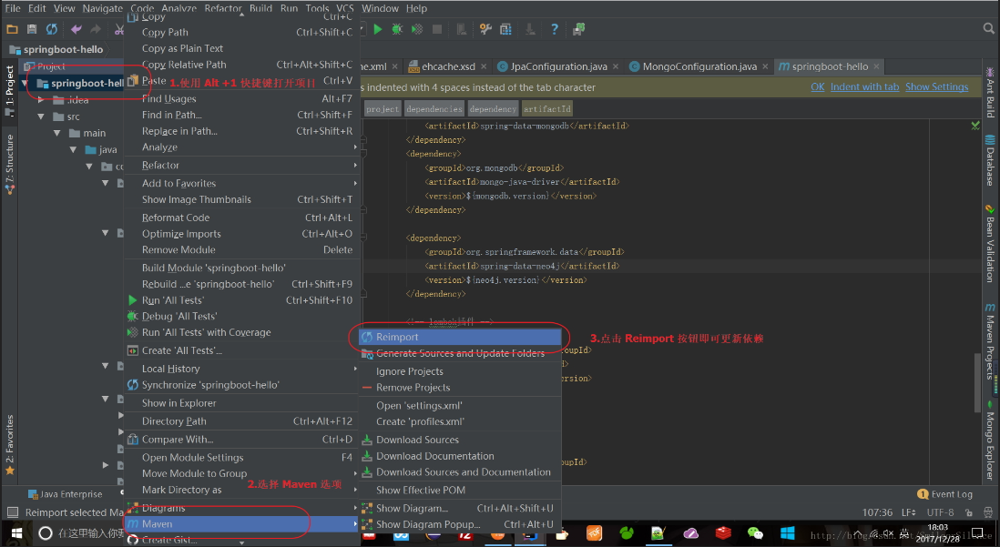 File Edit View Navigate Code Analyze Refactor Build Run Tools VCS Window Help
springboot-hello
Project
springboot-hell
.idea
src
main
java
1: Project
7: Structure
2: Favorites
Copy Ctrl+C
Copy Path Ctrl+Shift+C
Copy as Plain Text
Copy Relative Path Ctrl+Alt+Shift+C
Paste Ctrl+V
1.使用 Alt +1 快捷键打开项目
Find Usages Alt+F7
Find in Path... Ctrl+Shift+F
Replace in Path... Ctrl+Shift+R
Analyze
Refactor
Add to Favorites
Show Image Thumbnails Ctrl+Shift+T
Reformat Code Ctrl+Alt+L
Optimize Imports Ctrl+Alt+O
Remove Module Delete
Build Module 'springboot-hello'
Rebuild ...e 'springboot-hello' Ctrl+Shift+F9
Run 'All Tests' Ctrl+Shift+F10
Debug 'All Tests'
Run 'All Tests' with Coverage
Create 'All Tests'...
Local History
Synchronize 'springboot-hello'
Show in Explorer
Directory Path Ctrl+Alt+F12
Compare With... Ctrl+D
Open Module Settings F4
Move Module to Group
2.选择 Maven 选项
Mark Directory as
Diagrams
Maven
Create Gist...
ne.xml ehcache.xsd JpaConfiguration.java MongoConfiguration.java springboot-hello
s indented with 4 spaces instead of the tab character OK Indent with tab Show Settings
project dependencies dependency artifactId
<artifactId>spring-data-mongodb</artifactId>
</dependency>
<dependency>
<groupId>org.mongodb</groupId>
<artifactId>mongo-java-driver</artifactId>
<version>${mongodb.version}</version>
</dependency>
<dependency>
<groupId>org.springframework.data</groupId>
<artifactId>spring-data-neo4j</artifactId>
<version>${neo4j.version}</version>
</dependency>
<!-- lombok插件 -->
Reimport
3.点击 Reimport 按钮即可更新依赖
Generate Sources and Update Folders
roupId>
>
ersion>
Ignore Projects
Remove Projects
Open 'settings.xml'
Create 'profiles.xml'
Download Sources
Download Documentation
Download Sources and Documentation
oupId>
Show Effective POM
Show Diagram... Ctrl+Alt+Shift+U
Show Diagram Popup... Ctrl+Alt+U
Ant Build
Database
Bean Validation
Maven Projects
Mongo Explorer
Java Enterprise
1 Event Log
Reimport selected Ma
107:36 LF UTF-8
在这里输入你要
英
18:03
2017/12/28